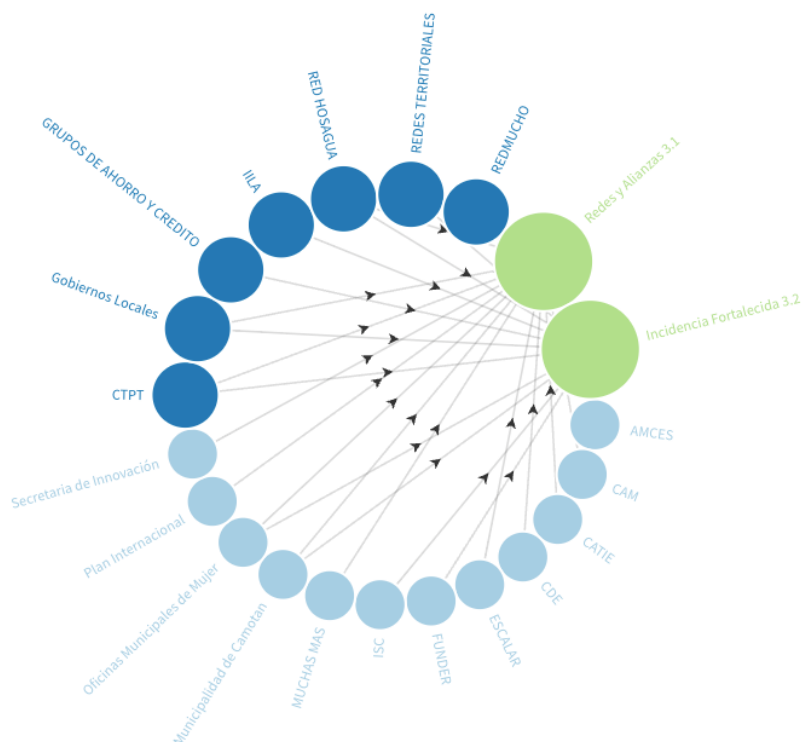 REDES TERRITORIALES
RED HOSAGUA
REDMUCHO
GRUPOS DE AHORRO Y CREDITO
IILA
Redes y Alianzas 3.1
Gobiernos Locales
Incidencia Fortalecida 3.2
CTPT
AMCES
Secretaria de Innovación
CAM
Plan Internacional
CATIE
Oficinas Municipales de Mujer
CDE
Municipalidad de Camotan
MUCHAS MAS
ISC
FUNDER
ESCALAR